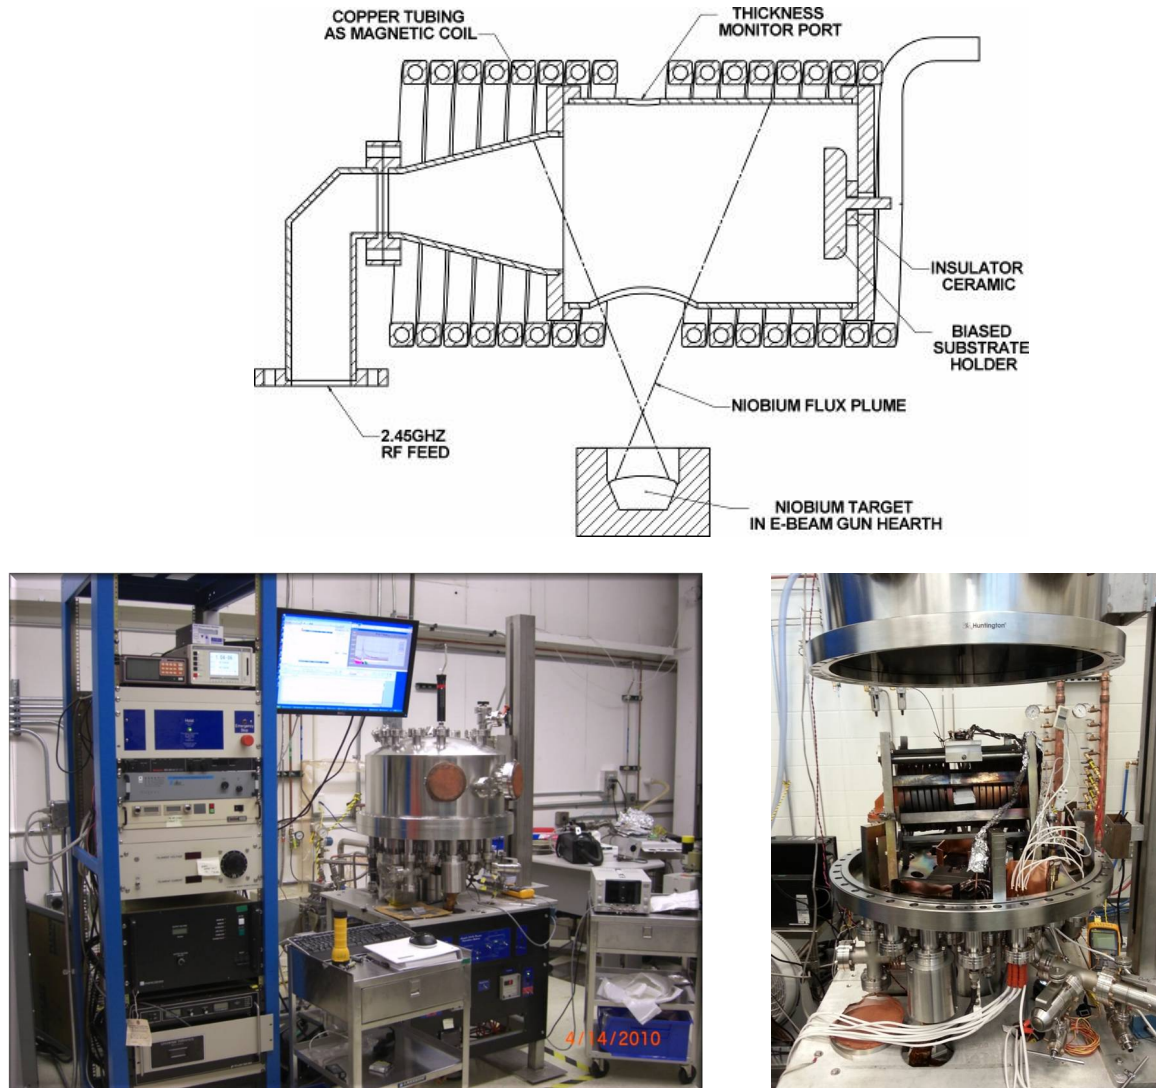 COPPER TUBING
AS MAGNETIC COIL
THICKNESS
MONITOR PORT
INSULATOR
CERAMIC
BIASED
SUBSTRATE
HOLDER
NIOBIUM FLUX PLUME
2.45GHZ
RF FEED
NIOBIUM TARGET
IN E-BEAM GUN HEARTH
Huntington
4/14/2010